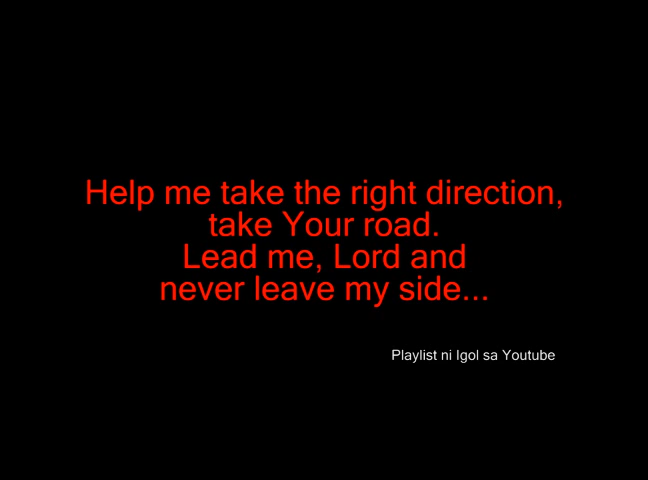 Help me take the right direction,
take Your road.
Lead me, Lord and
never leave my side...
Playlist ni Igol sa Youtube